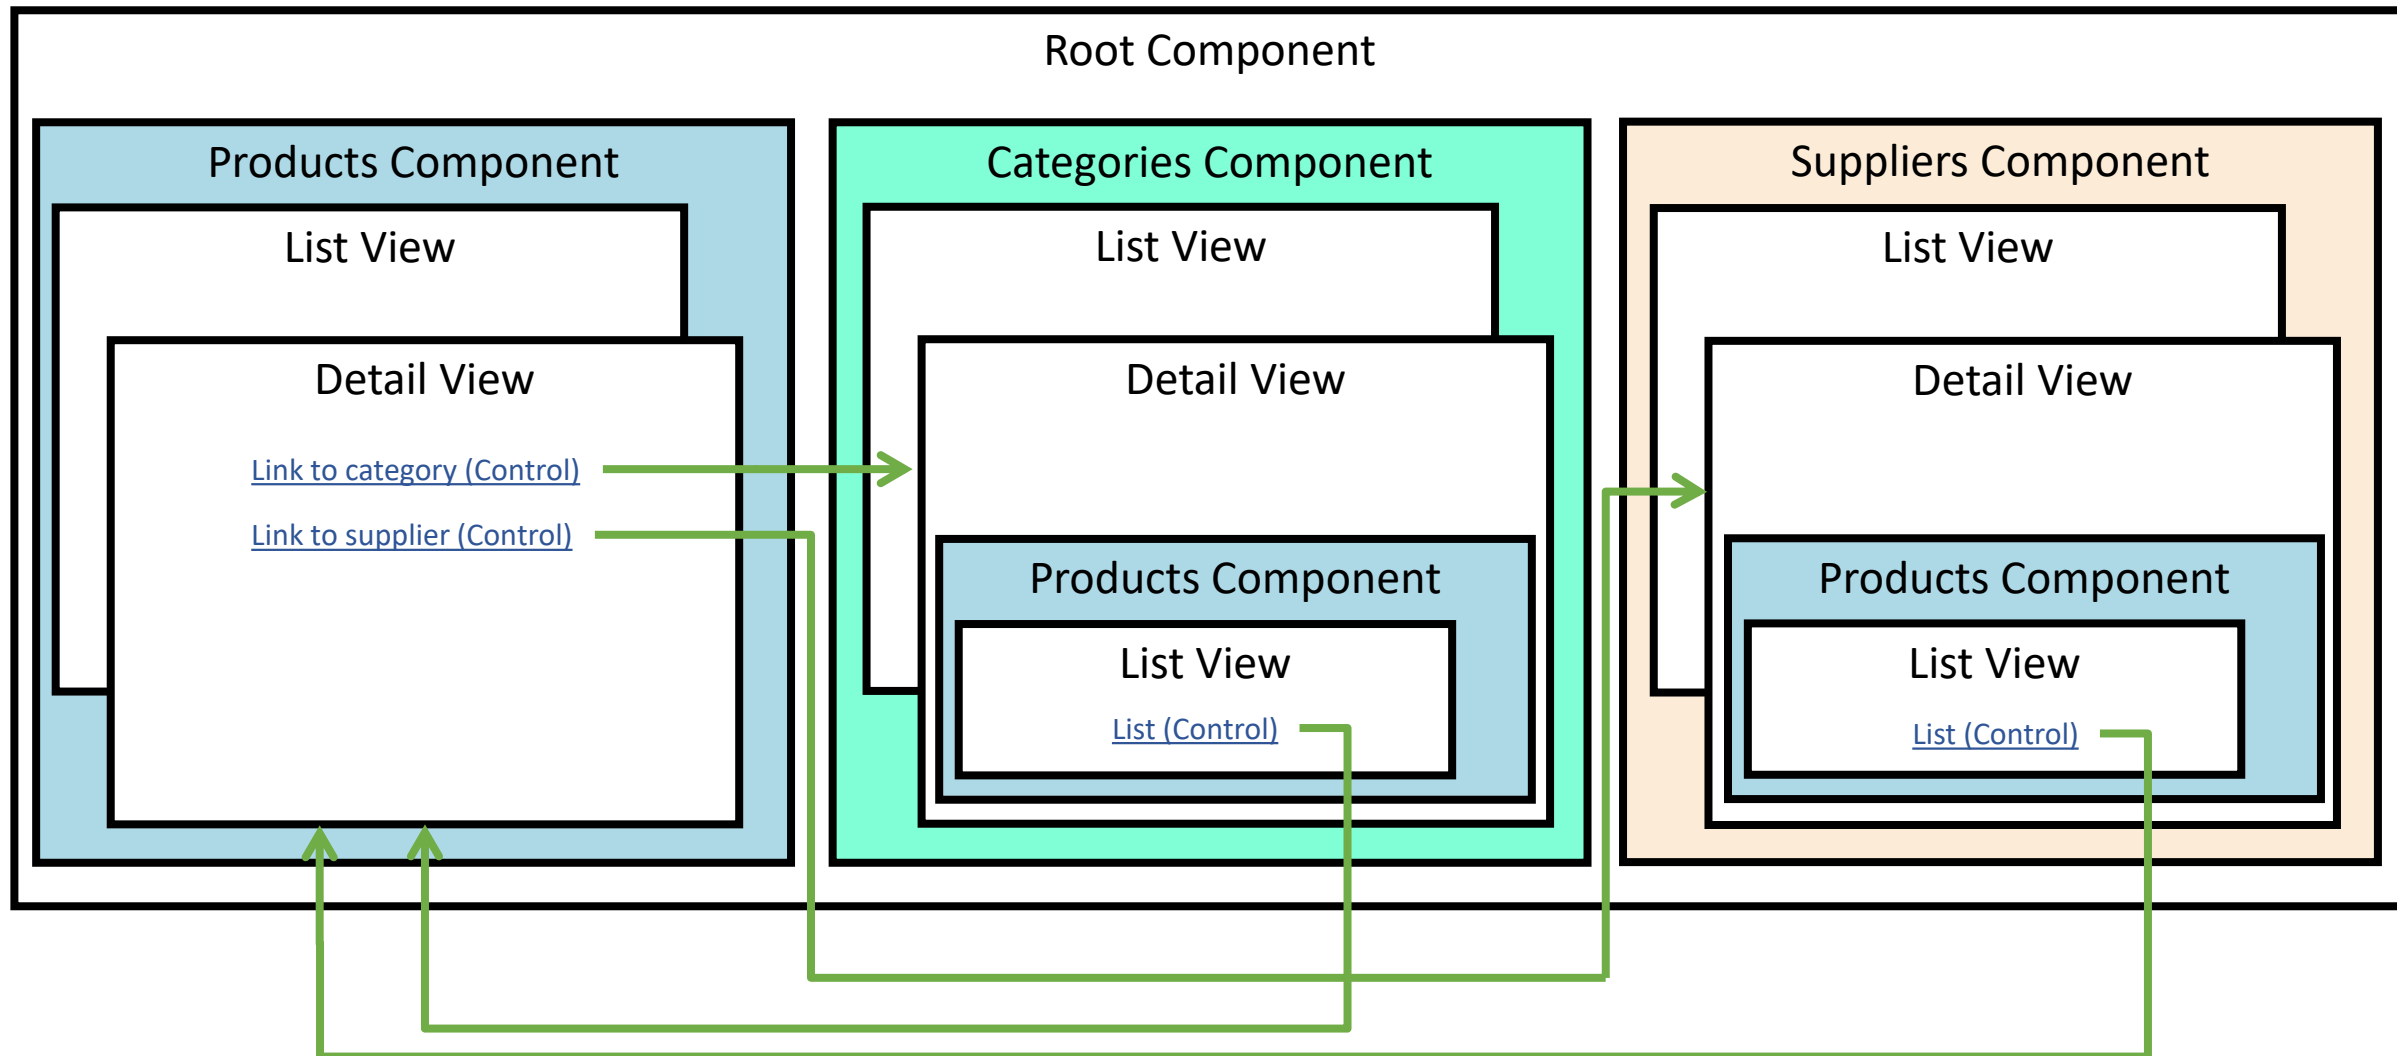 Root Component
Products Component
List View
Detail View
Link to category (Control)
Link to supplier (Control)
Categories Component
List View
Detail View
Products Component
List View
List (Control)
Suppliers Component
List View
Detail View
Products Component
List View
List (Control)